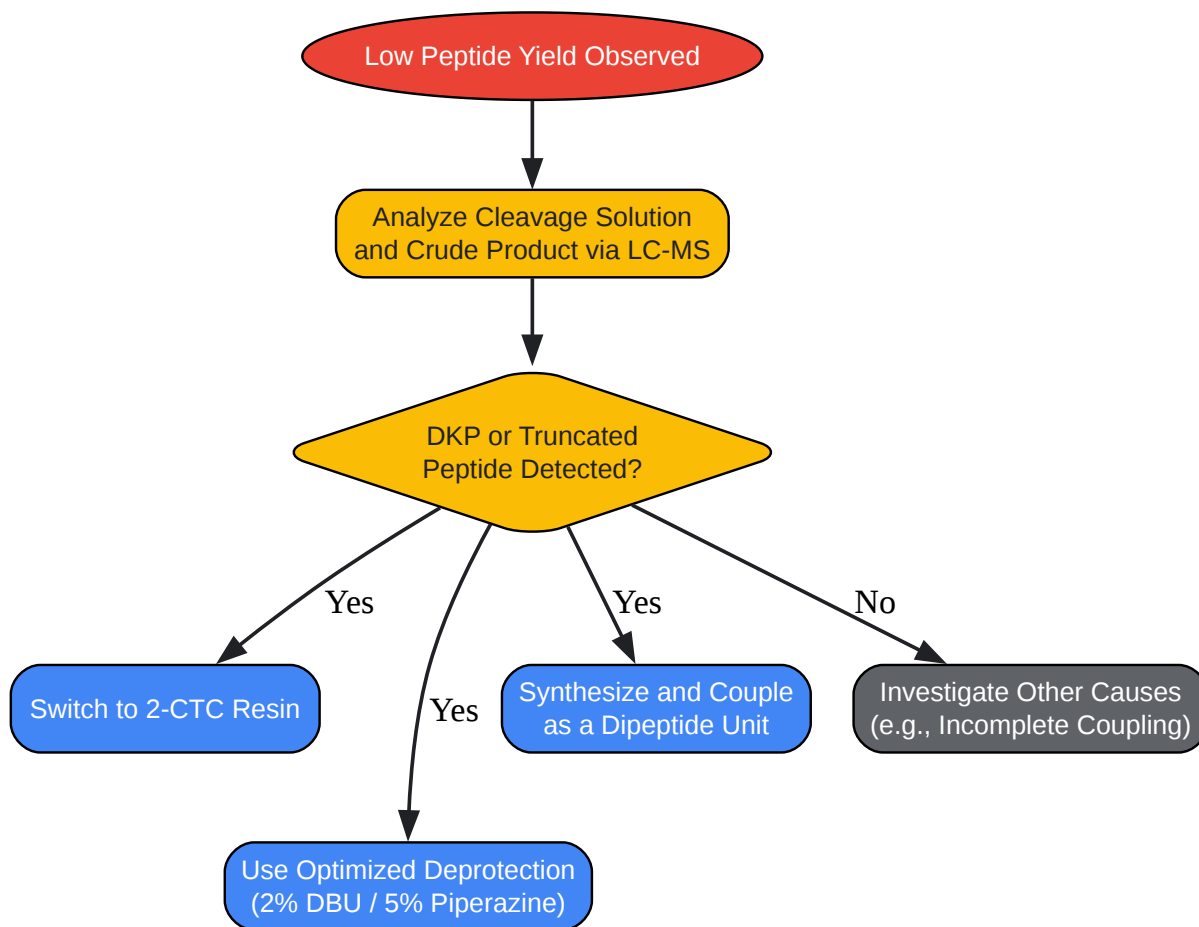 Low Peptide Yield Observed
Analyze Cleavage Solution
and Crude Product via LC-MS
DKP or Truncated
Peptide Detected?
Yes
Yes
No
Yes
Switch to 2-CTC Resin
Synthesize and Couple
as a Dipeptide Unit
Investigate Other Causes
(e.g., Incomplete Coupling)
Use Optimized Deprotection
(2% DBU / 5% Piperazine)